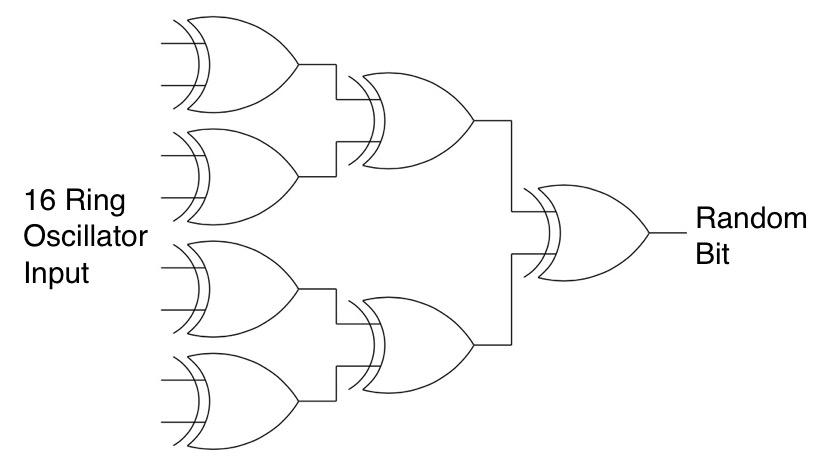 16 Ring
Oscillator
Input
Random
Bit